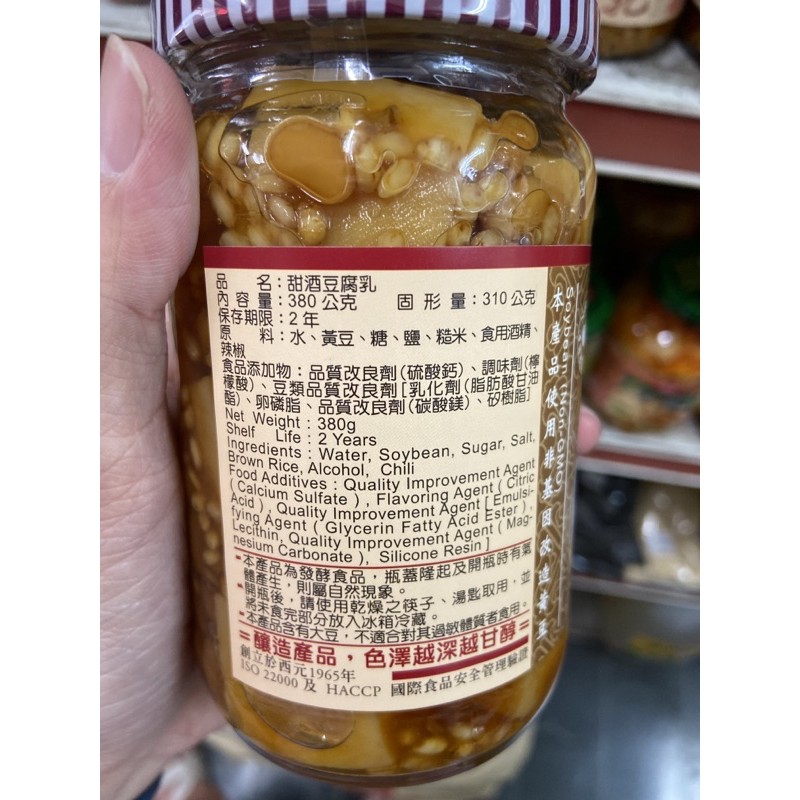 品　　名：甜酒豆腐乳
內容量：380公克　固形量：310公克
保存期限：2年
原　　料：水、黃豆、糖、鹽、糙米、食用酒精、
辣椒
食品添加物：品質改良劑(硫酸鈣)、調味劑(檸
檬酸)、豆類品質改良劑[乳化劑(脂肪酸甘油
酯)、卵磷脂、品質改良劑(碳酸鎂)、矽樹脂]
Net Weight：380g
Shelf Life：2 Years
Ingredients：Water, Soybean, Sugar, Salt,
Brown Rice, Alcohol, Chili
Food Additives：Quality Improvement Agent
(Calcium Sulfate), Flavoring Agent (Citric
Acid), Quality Improvement Agent [Emulsi-
fying Agent (Glycerin Fatty Acid Ester),
Lecithin, Quality Improvement Agent (Mag-
nesium Carbonate), Silicone Resin]
*本產品為發酵食品，瓶蓋隆起及開瓶時有氣
體產生，則屬自然現象。
*開瓶後，請使用乾燥之筷子、湯匙取用，並
將未食完部分放入冰箱冷藏。
*本產品含有大豆，不適合對其過敏體質者食用。
=釀造產品，色澤越深越甘醇=
創立於西元1965年
ISO 22000 及 HACCP 國際食品安全管理驗證
本產品使用非基因改造黃豆
Soybean (Non-GMO)